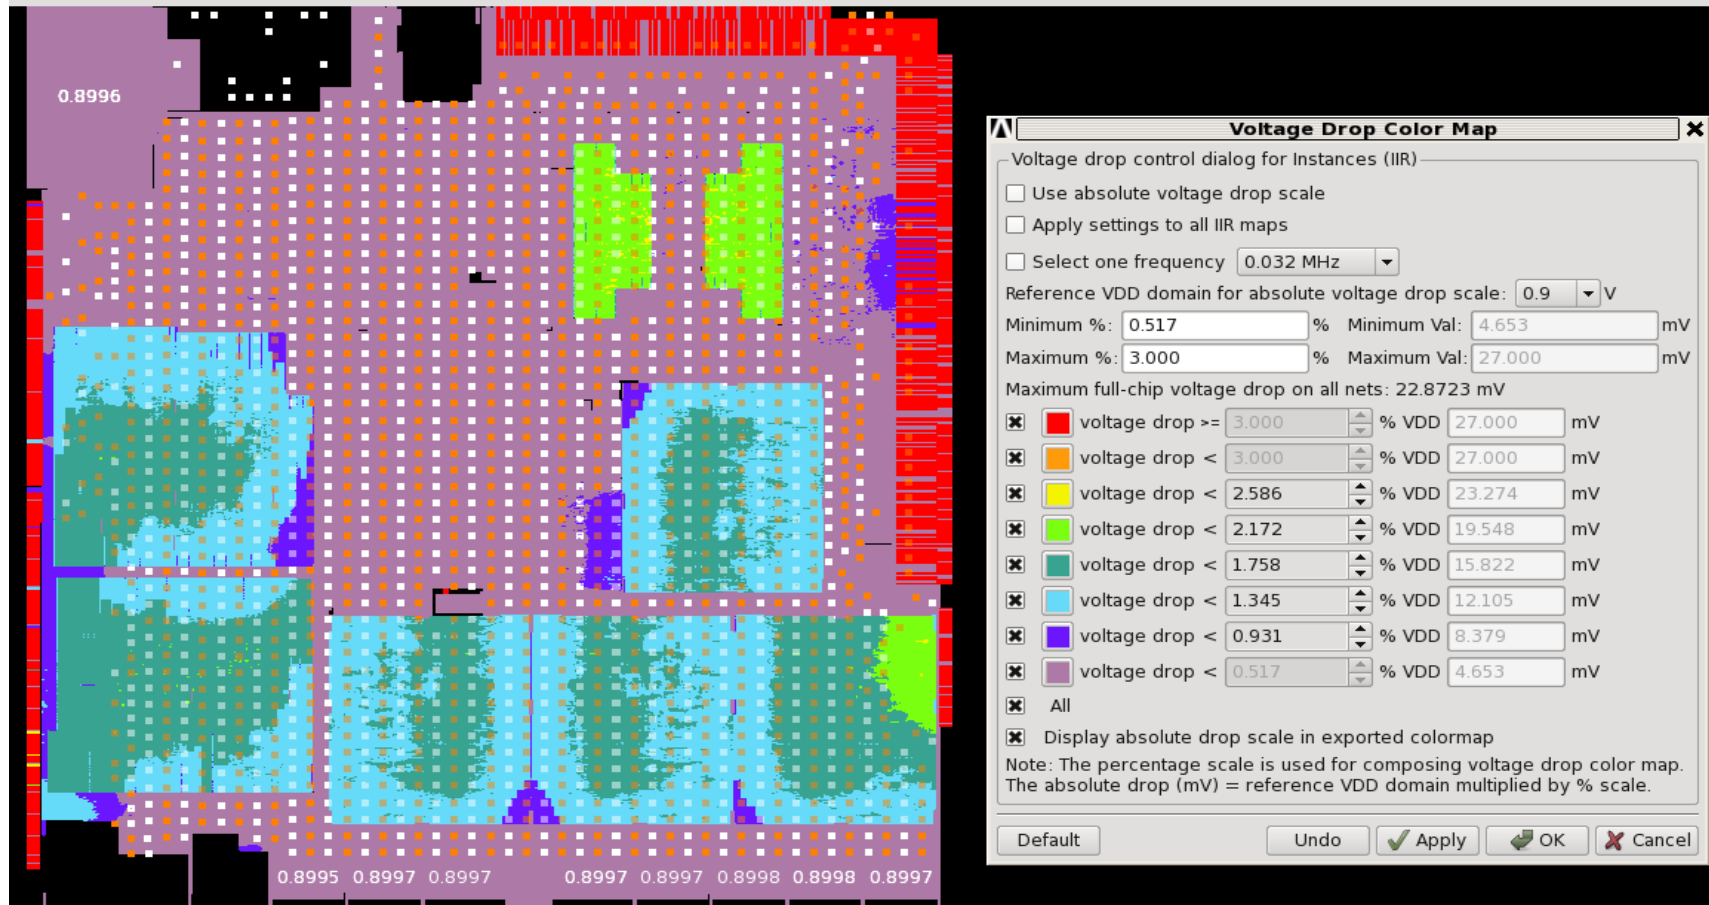 0.8996
0.8995 0.8997 0.8997 0.8997 0.8997 0.8998 0.8998 0.8997
Voltage Drop Color Map
Voltage drop control dialog for Instances (IIR)
Use absolute voltage drop scale
Apply settings to all IIR maps
Select one frequency 0.032 MHz
Reference VDD domain for absolute voltage drop scale: 0.9 V
Minimum %: 0.517 % Minimum Val: 4.653 mV
Maximum %: 3.000 % Maximum Val: 27.000 mV
Maximum full-chip voltage drop on all nets: 22.8723 mV
voltage drop >= 3.000 % VDD 27.000 mV
voltage drop < 3.000 % VDD 27.000 mV
voltage drop < 2.586 % VDD 23.274 mV
voltage drop < 2.172 % VDD 19.548 mV
voltage drop < 1.758 % VDD 15.822 mV
voltage drop < 1.345 % VDD 12.105 mV
voltage drop < 0.931 % VDD 8.379 mV
voltage drop < 0.517 % VDD 4.653 mV
All
Display absolute drop scale in exported colormap
Note: The percentage scale is used for composing voltage drop color map.
The absolute drop (mV) = reference VDD domain multiplied by % scale.
Default Undo Apply OK Cancel